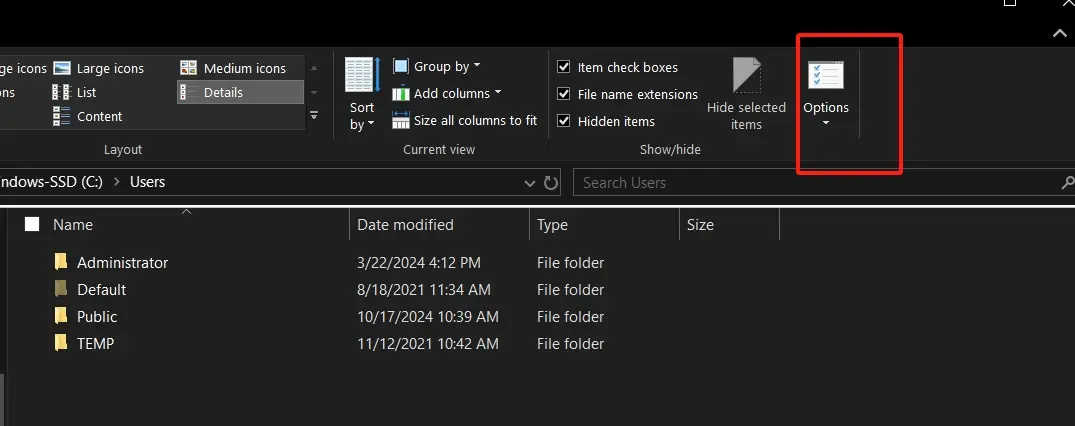 ge icons Large icons Medium icons
ons List Details
Content
Layout
Sort by
Group by
Add columns
Size all columns to fit
Current view
Item check boxes
File name extensions
Hidden items
Hide selected items
Show/hide
Options
ndows-SSD (C:) > Users
Search Users
Name Date modified Type Size
Administrator 3/22/2024 4:12 PM File folder
Default 8/18/2021 11:34 AM File folder
Public 10/17/2024 10:39 AM File folder
TEMP 11/12/2021 10:42 AM File folder